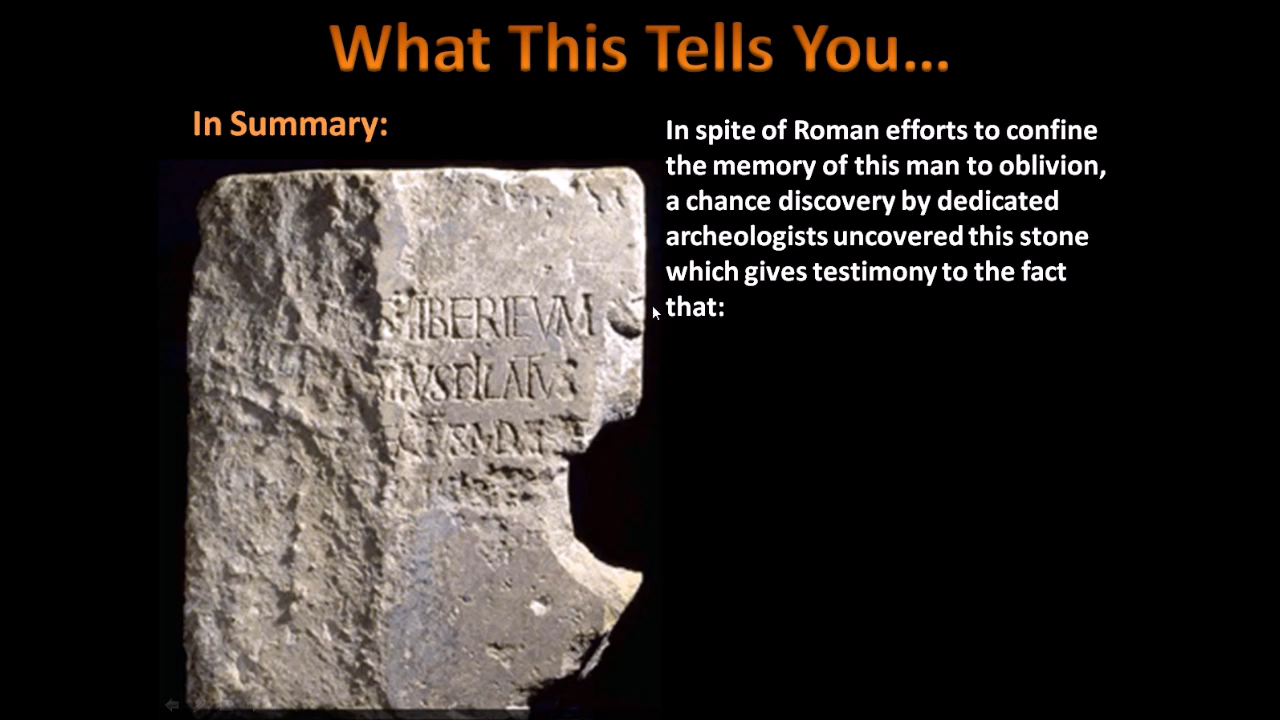 What This Tells You...
In Summary:
In spite of Roman efforts to confine
the memory of this man to oblivion,
a chance discovery by dedicated
archeologists uncovered this stone
which gives testimony to the fact
that:
TIBERIEVM
TIVSPILATVS